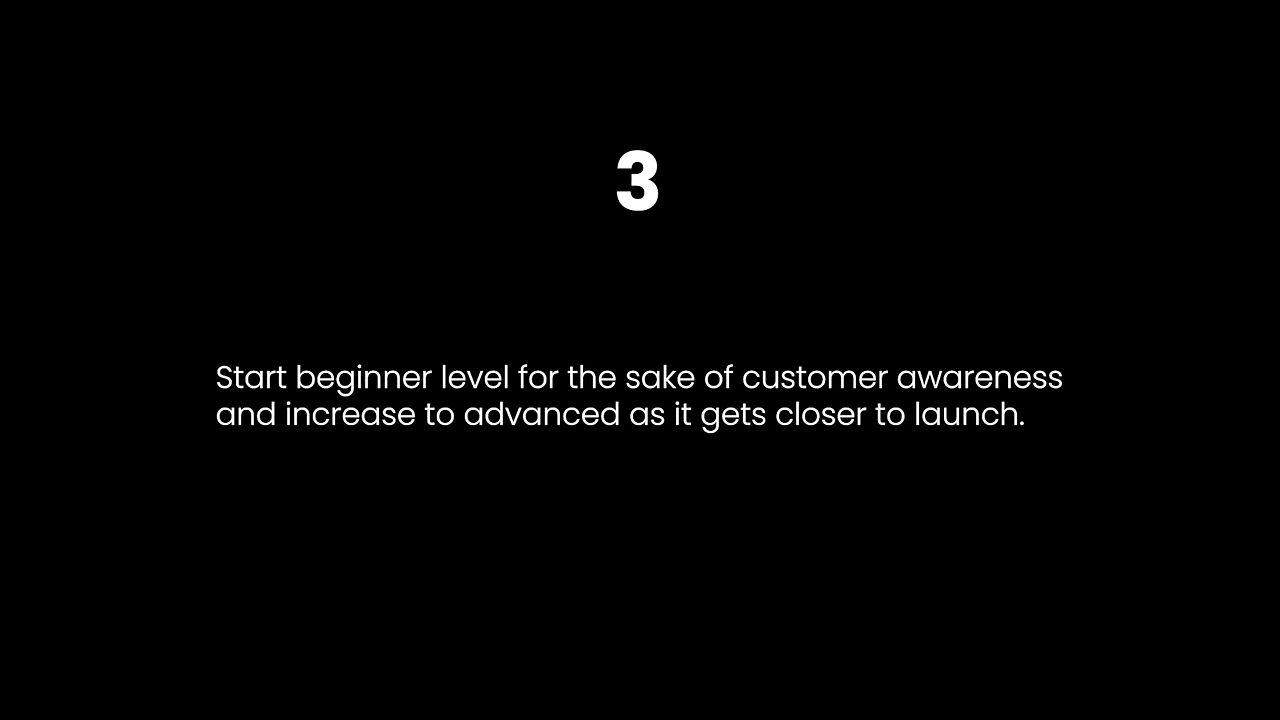 3
Start beginner level for the sake of customer awareness
and increase to advanced as it gets closer to launch.